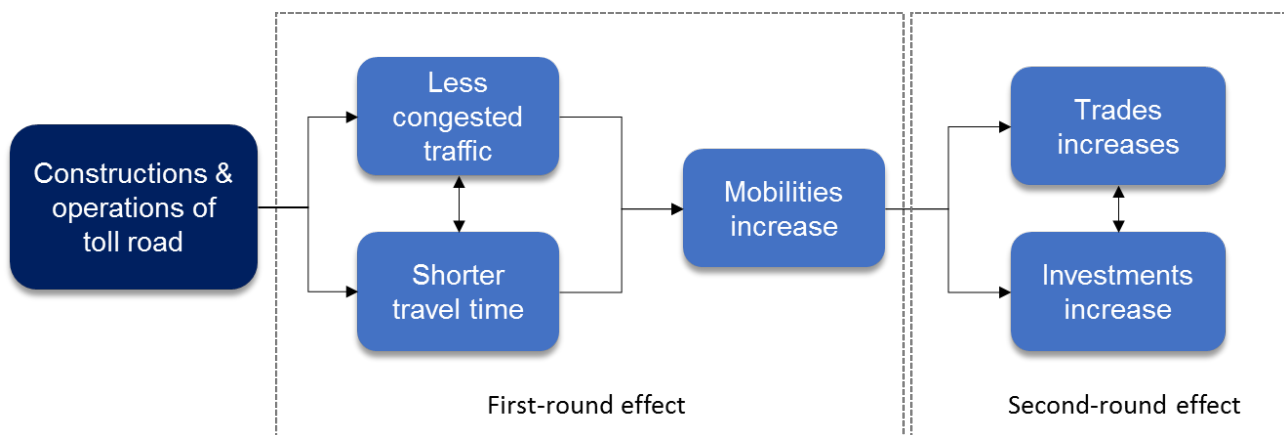 Constructions &
operations of
toll road
Less
congested
traffic
Shorter
travel time
Mobilities
increase
Trades
increases
Investments
increase
First-round effect
Second-round effect